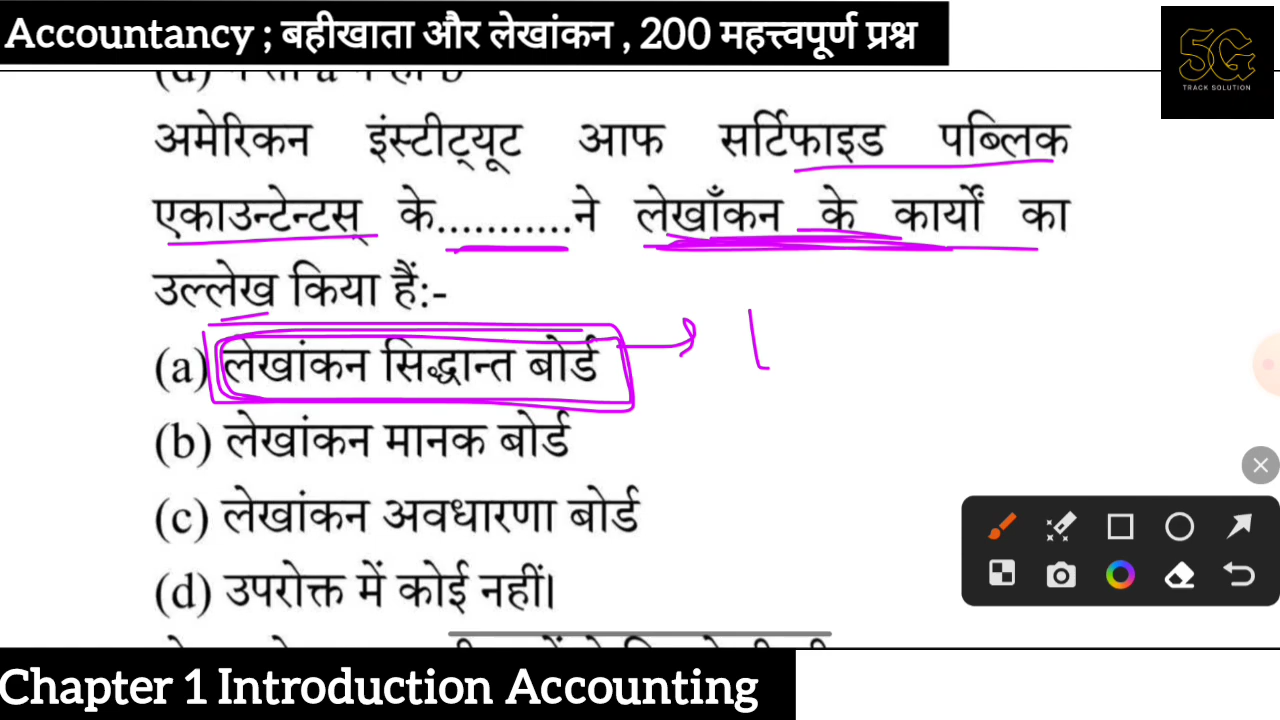 Accountancy ; बहीखाता और लेखांकन , 200 महत्त्वपूर्ण प्रश्न
5G
TRACK SOLUTION
अमेरिकन इंस्टीट्यूट आफ सर्टिफाइड पब्लिक
एकाउन्टेन्टस् के...........ने लेखाँकन के कार्यों का
उल्लेख किया हैं:-
(a) लेखांकन सिद्धान्त बोर्ड
(b) लेखांकन मानक बोर्ड
(c) लेखांकन अवधारणा बोर्ड
(d) उपरोक्त में कोई नहीं।
Chapter 1 Introduction Accounting